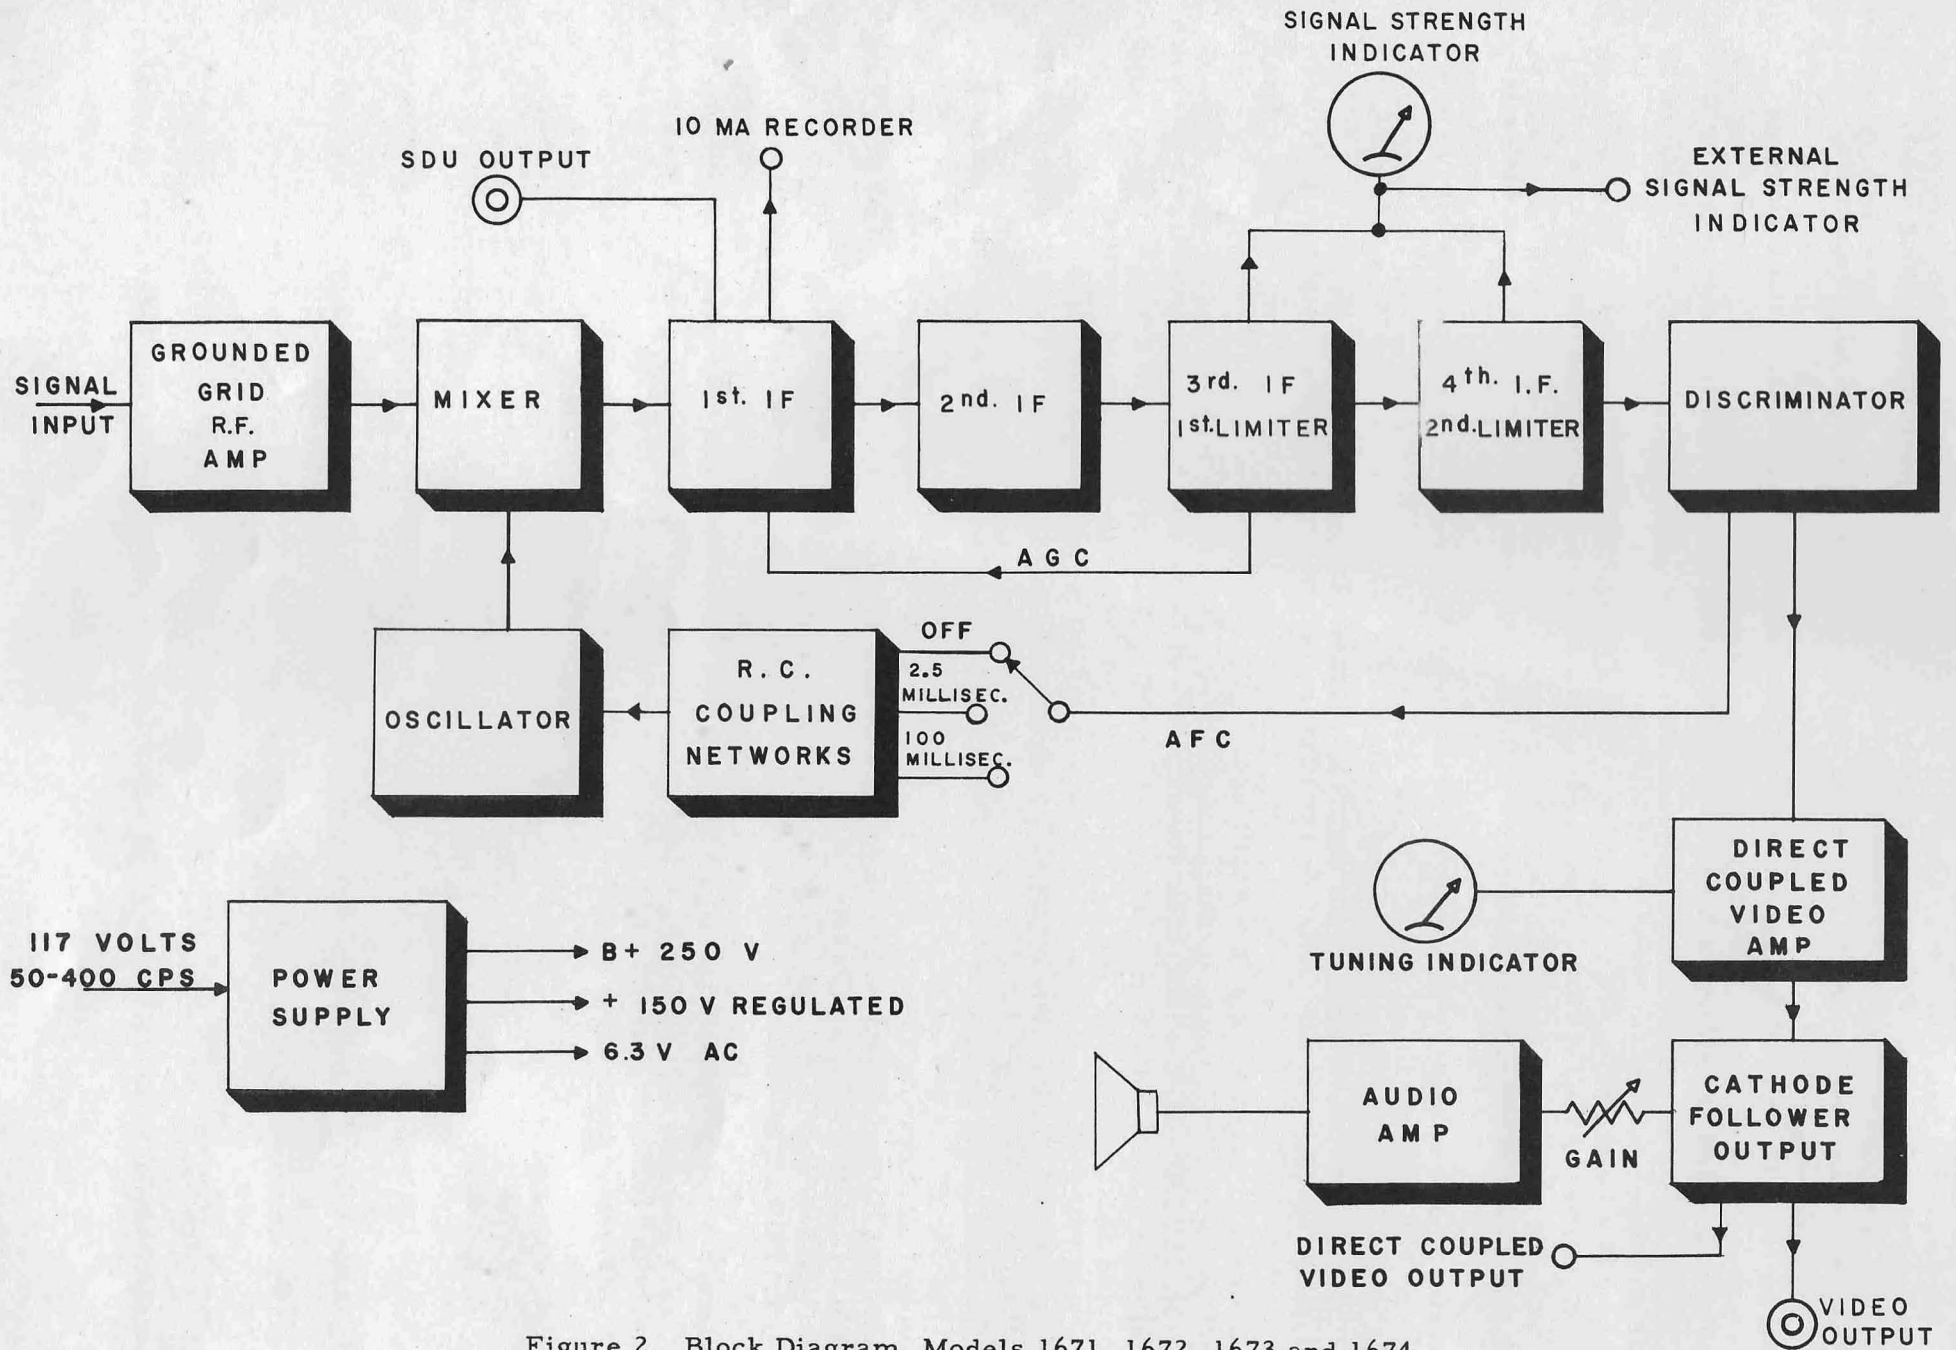 SIGNAL STRENGTH
INDICATOR
10 MA RECORDER
SDU OUTPUT
EXTERNAL
SIGNAL STRENGTH
INDICATOR
SIGNAL
INPUT
GROUNDED
GRID
R.F.
AMP
MIXER
1st. IF
2nd. IF
3rd. IF
1st.LIMITER
4th. I.F.
2nd.LIMITER
DISCRIMINATOR
AGC
OSCILLATOR
R.C.
COUPLING
NETWORKS
OFF
2.5
MILLISEC.
100
MILLISEC.
AFC
DIRECT
COUPLED
VIDEO
AMP
TUNING INDICATOR
117 VOLTS
50-400 CPS
POWER
SUPPLY
B+ 250 V
+ 150 V REGULATED
6.3 V AC
AUDIO
AMP
GAIN
CATHODE
FOLLOWER
OUTPUT
DIRECT COUPLED
VIDEO OUTPUT
VIDEO
OUTPUT
Figure 2. Block Diagram, Models 1671, 1672, 1673 and 1674